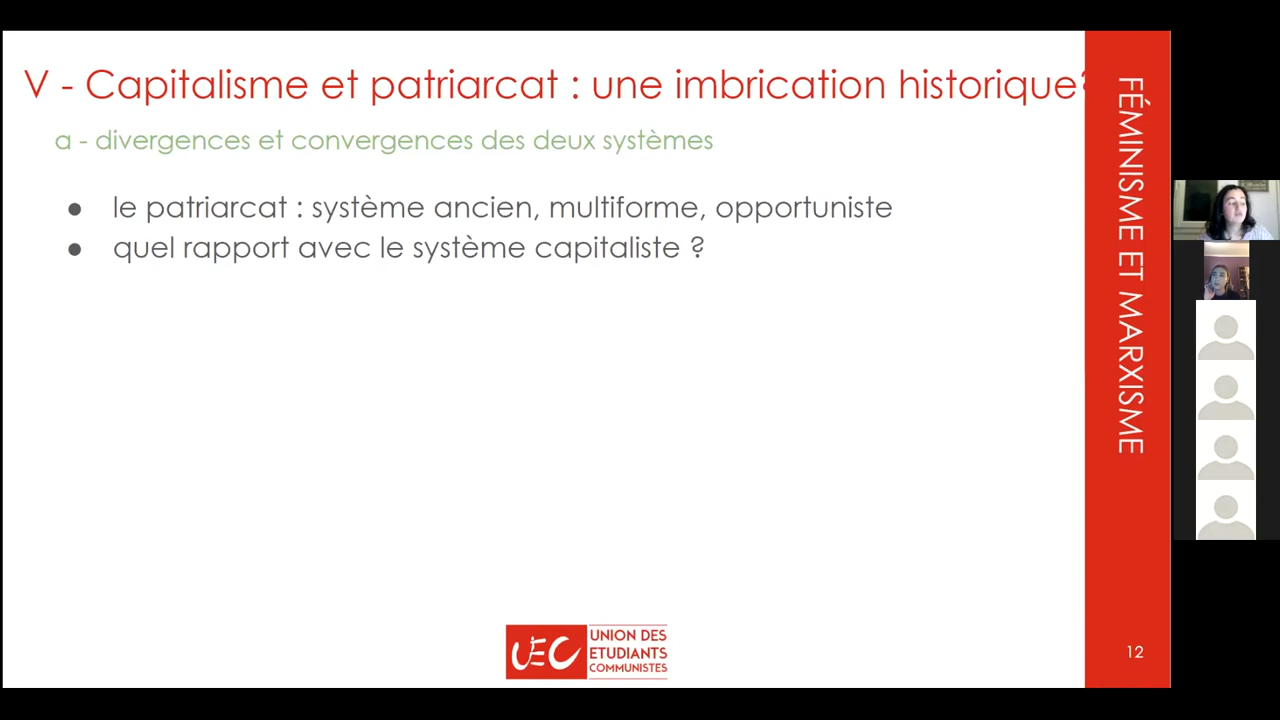 V - Capitalisme et patriarcat : une imbrication historique?
a - divergences et convergences des deux systèmes
● le patriarcat : système ancien, multiforme, opportuniste
● quel rapport avec le système capitaliste ?
FÉMINISME ET MARXISME
UEC
UNION DES
ETUDIANTS
COMMUNISTES
12